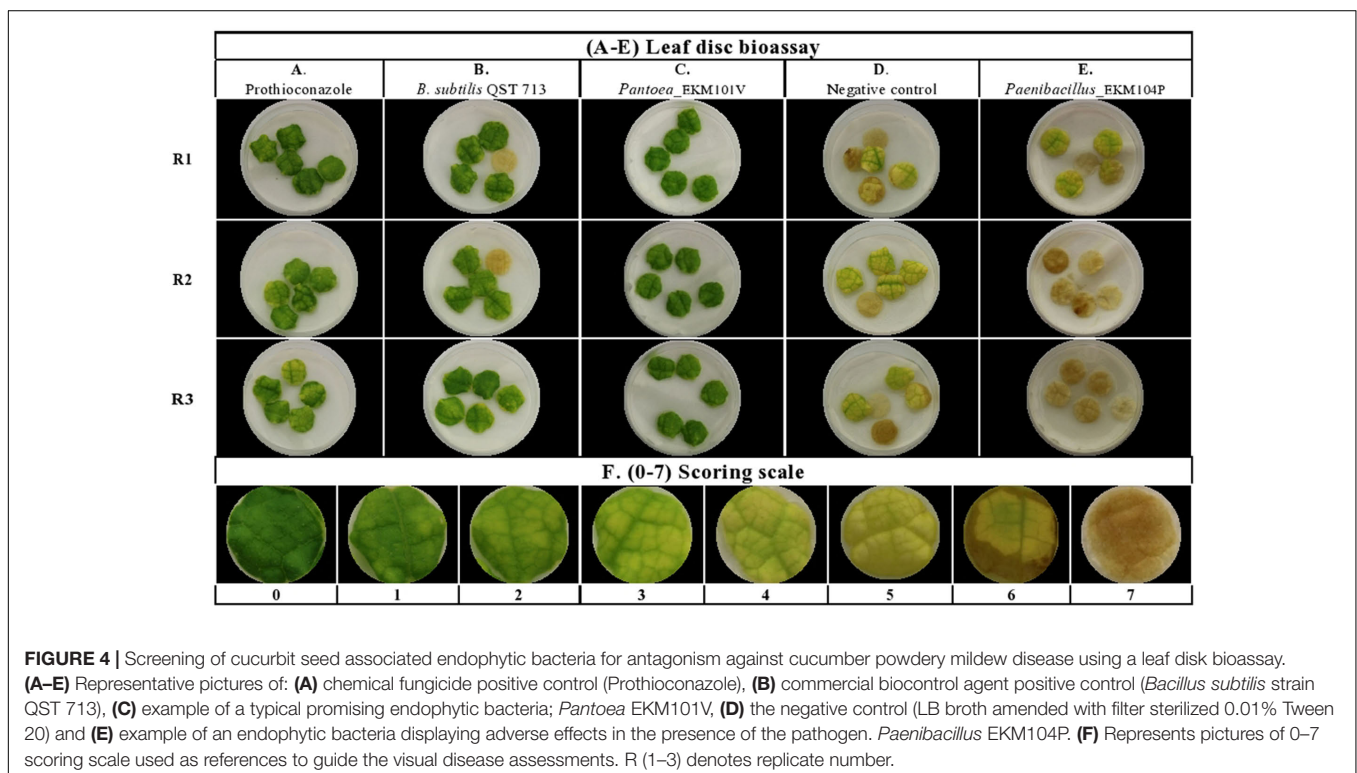 (A-E) Leaf disc bioassay
A.
Prothioconazole
B.
B. subtilis QST 713
C.
Pantoea_EKM101V
D.
Negative control
E.
Paenibacillus_EKM104P
R1
R2
R3
F. (0-7) Scoring scale
0 1 2 3 4 5 6 7
FIGURE 4 | Screening of cucurbit seed associated endophytic bacteria for antagonism against cucumber powdery mildew disease using a leaf disk bioassay.
(A–E) Representative pictures of: (A) chemical fungicide positive control (Prothioconazole), (B) commercial biocontrol agent positive control (Bacillus subtilis strain
QST 713), (C) example of a typical promising endophytic bacteria; Pantoea EKM101V, (D) the negative control (LB broth amended with filter sterilized 0.01% Tween
20) and (E) example of an endophytic bacteria displaying adverse effects in the presence of the pathogen. Paenibacillus EKM104P. (F) Represents pictures of 0–7
scoring scale used as references to guide the visual disease assessments. R (1–3) denotes replicate number.